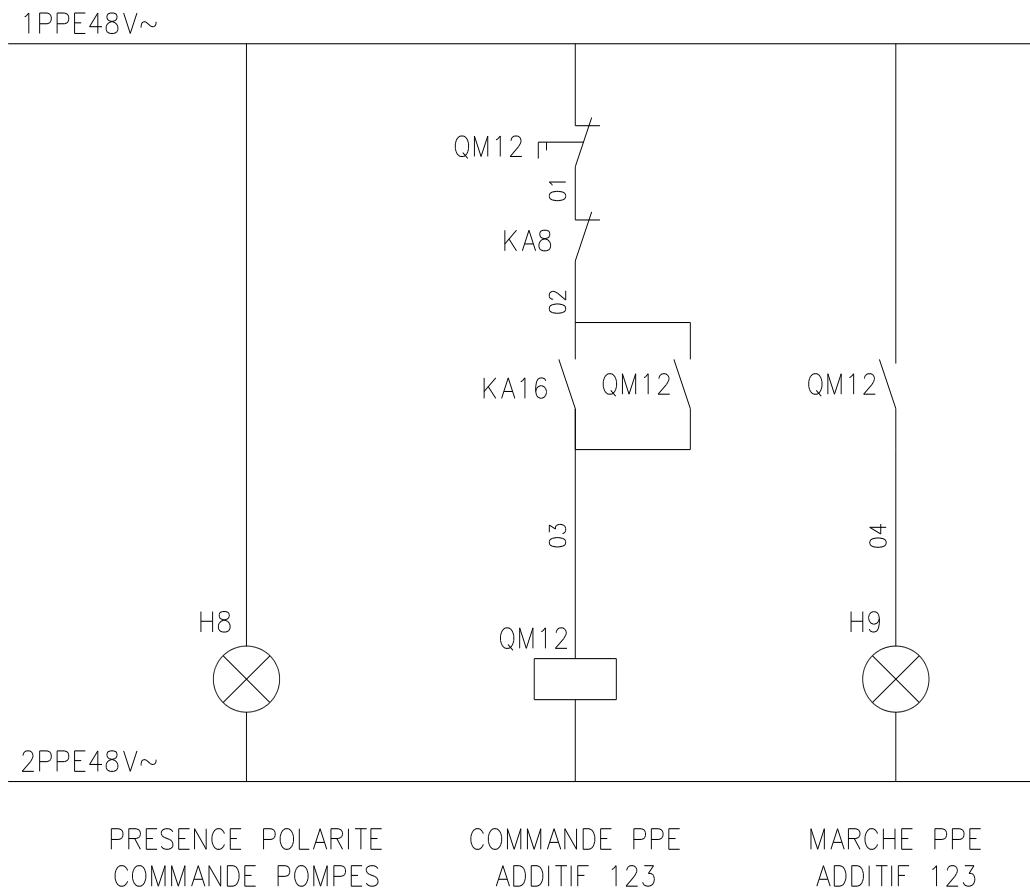 1PPE48V~
QM12
01
KA8
02
KA16
QM12
QM12
03
04
H8
QM12
H9
2PPE48V~
PRESENCE POLARITE
COMMANDE POMPES
COMMANDE PPE
ADDITIF 123
MARCHE PPE
ADDITIF 123